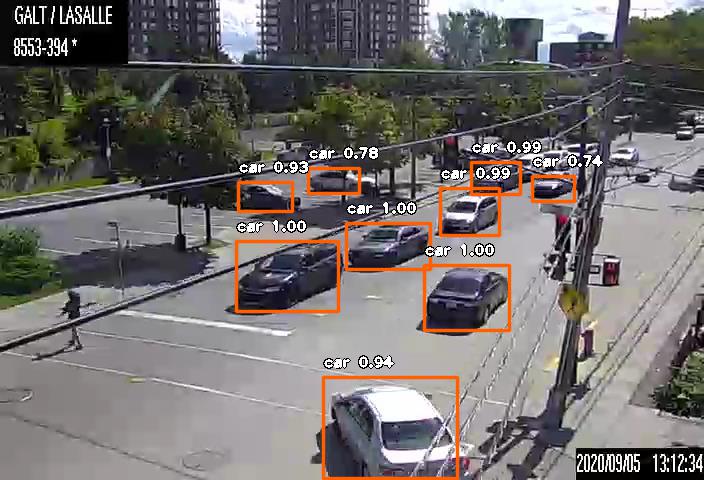 GALT / LASALLE
8553-394 *
car 0.99
car 0.78
car 0.74
car 0.93
car 0.99
car 1.00
car 1.00
car 1.00
car 0.94
2020/09/05 13:12:34